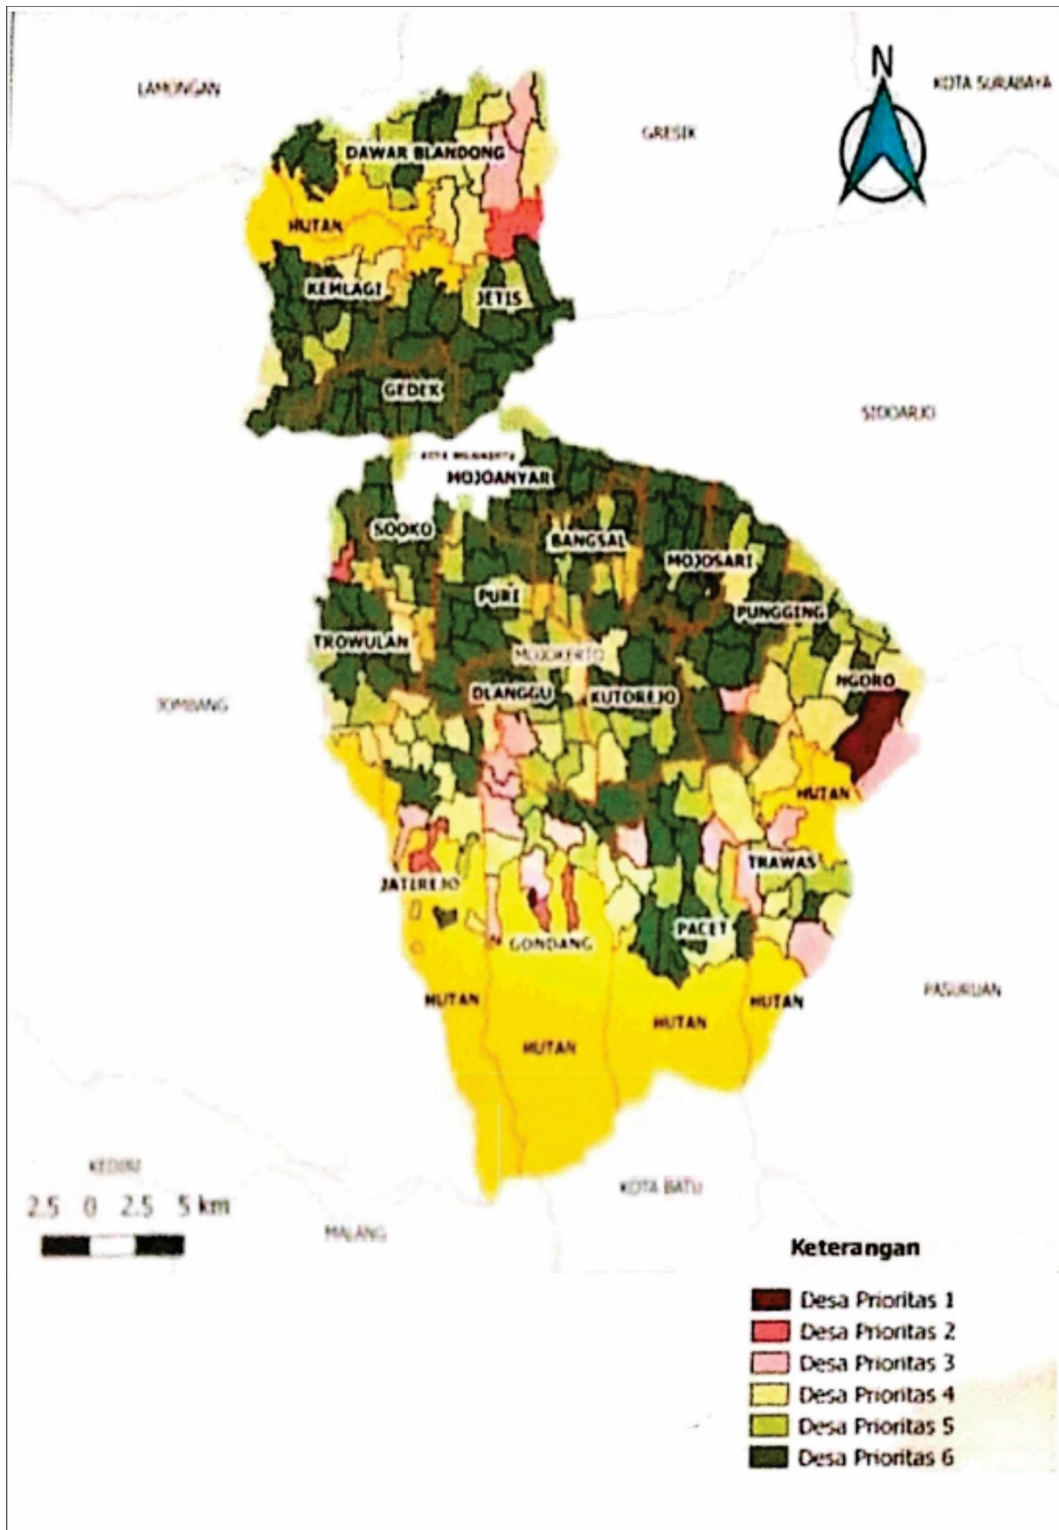 N
LAMONGAN
KOTA SURABAYA
GRESIK
DAWAR BLANDONG
HUTAN
KEMLAGI
JETIS
GEDEK
SIDOARJO
MOJOANYAR
SOOKO
BANGSAL
MOJOSARI
PURI
PUNGGING
TROWULAN
MOJOKERTO
NGORO
DLANGGU
KUTOREJO
JOMBANG
HUTAN
TRAWAS
JATIREJO
PACET
GONDANG
PASURUAN
HUTAN
HUTAN
HUTAN
HUTAN
KEDIRI
KOTA BATU
2.5 0 2.5 5 km
MALANG
Keterangan
Desa Prioritas 1
Desa Prioritas 2
Desa Prioritas 3
Desa Prioritas 4
Desa Prioritas 5
Desa Prioritas 6